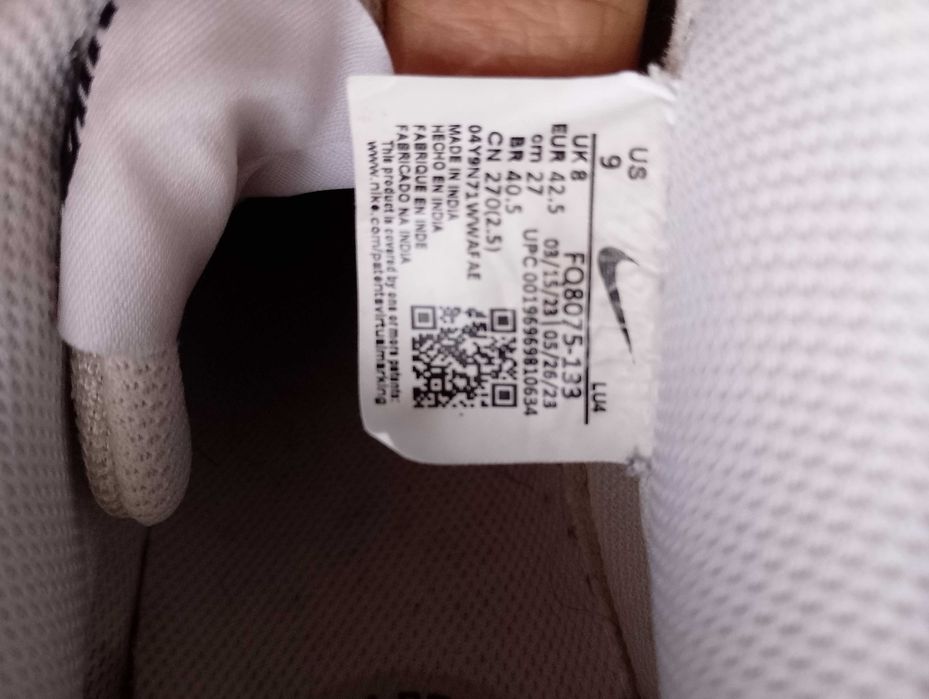 US
9
LU4
UK 8
EUR 42.5
cm 27
BR 40.5
CN 270(2.5)
FQ8075-133
03/15/23 05/26/23
UPC 00196969810634
04Y9N71WWAFAE
MADE IN INDIA
HECHO EN INDIA
FABRIQUE EN INDE
FABRICADO NA INDIA
This product is covered by one or more patents:
www.nike.com/patentsvirtualmarking